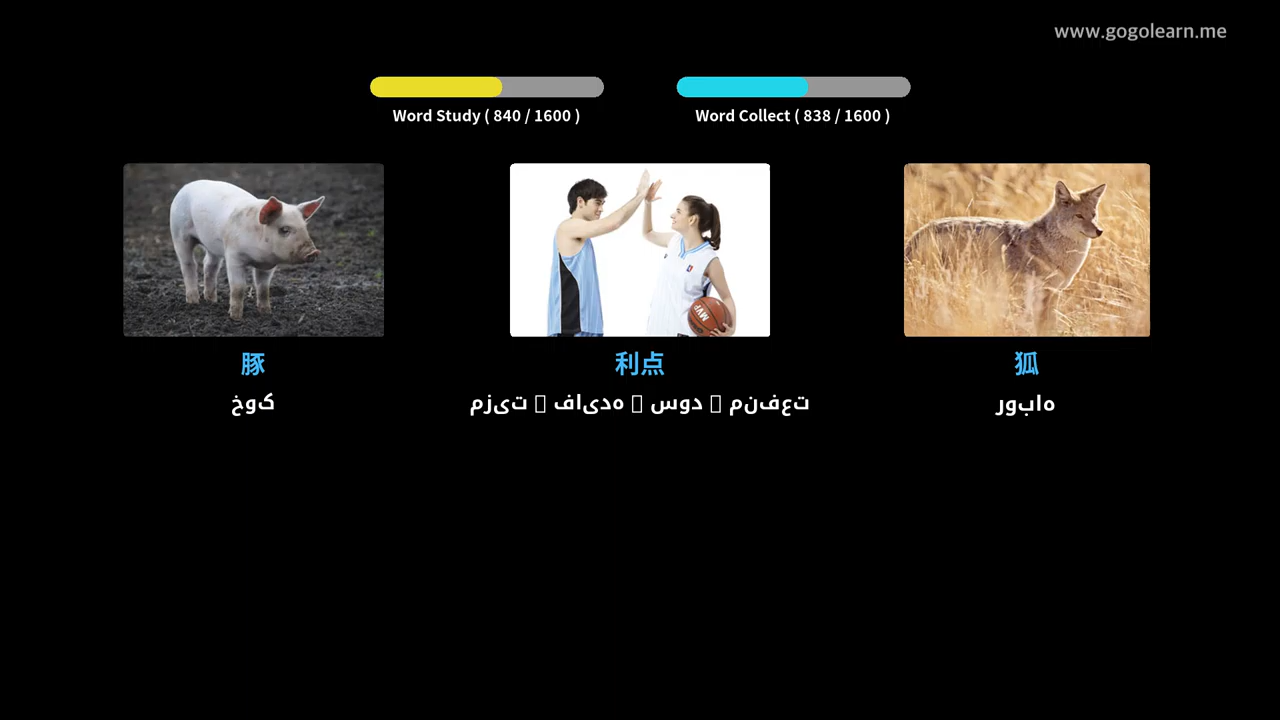 www.gogolearn.me
Word Study ( 840 / 1600 )
Word Collect ( 838 / 1600 )
豚
利点
狐
خوک
مزیت ▯ فایده ▯ سود ▯ منفعت
روباه
MVP